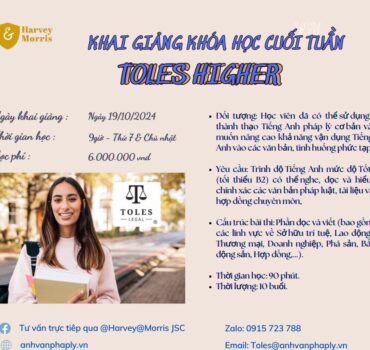 Harvey
Morris
KHAI GIẢNG KHÓA HỌC CUỐI TUẦN
TOLES HIGHER
gày khai giảng : Ngày 19/10/2024
hời gian học : 9giờ - Thứ 7 & Chủ nhật
ọc phí : 6.000.000 vnđ
Đối tượng: Học viên đã có thể sử dụng
thành thạo Tiếng Anh pháp lý cơ bản và
muốn nâng cao khả năng vận dụng Tiếng
Anh vào các văn bản, tình huống phức tạp
Yêu cầu: Trình độ Tiếng Anh mức độ Tốt
(tối thiểu B2) có thể nghe, đọc và hiểu
chính xác các văn bản pháp luật, tài liệu và
hợp đồng chuyên môn,
Cấu trúc bài thi: Phần đọc và viết (bao gồm
các lĩnh vực về Sở hữu trí tuệ, Lao động
Thương mại, Doanh nghiệp, Phá sản, Bấ
động sản, Hợp đồng,...).
Thời gian học: 90 phút.
Thời lượng: 10 buổi.
TOLES
LEGAL
Tư vấn trực tiếp qua @Harvey@Morris JSC
anhvanphaply.vn
Zalo: 0915 723 788
Email: Toles@anhvanphaply.vn